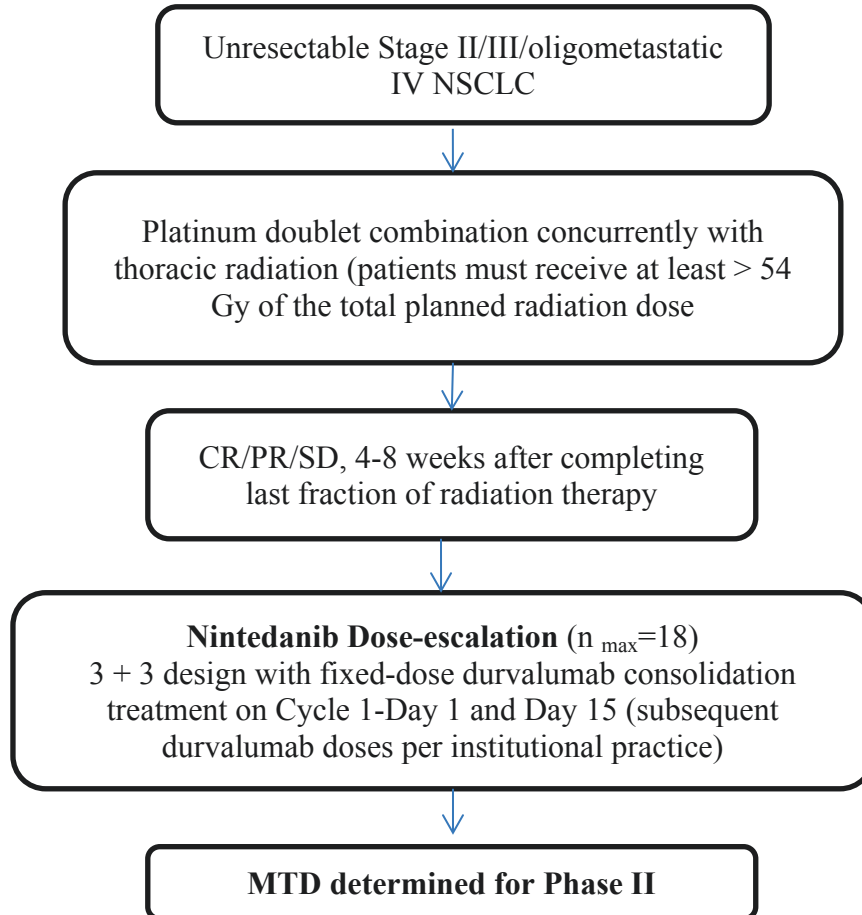 Unresectable Stage II/III/oligometastatic
IV NSCLC
Platinum doublet combination concurrently with
thoracic radiation (patients must receive at least > 54
Gy of the total planned radiation dose
CR/PR/SD, 4-8 weeks after completing
last fraction of radiation therapy
Nintedanib Dose-escalation (n max=18)
3 + 3 design with fixed-dose durvalumab consolidation
treatment on Cycle 1-Day 1 and Day 15 (subsequent
durvalumab doses per institutional practice)
MTD determined for Phase II